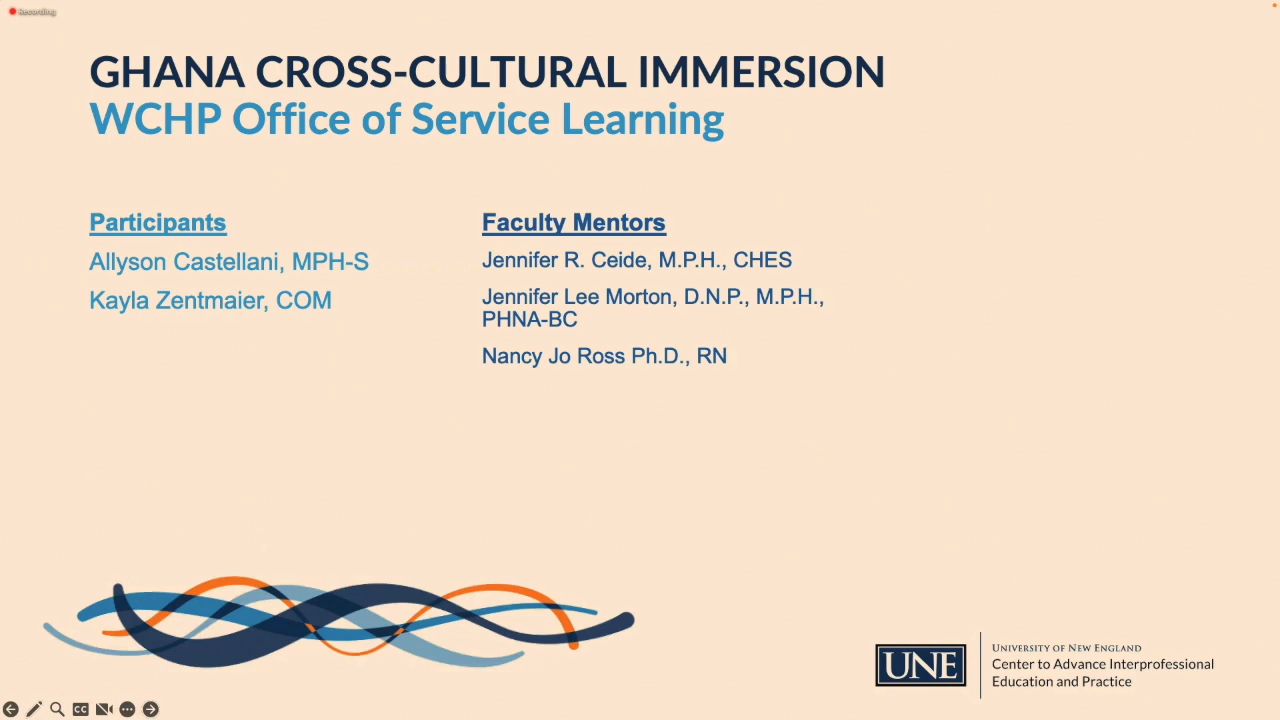 Recording
GHANA CROSS-CULTURAL IMMERSION
WCHP Office of Service Learning
Participants
Allyson Castellani, MPH-S
Kayla Zentmaier, COM
Faculty Mentors
Jennifer R. Ceide, M.P.H., CHES
Jennifer Lee Morton, D.N.P., M.P.H.,
PHNA-BC
Nancy Jo Ross Ph.D., RN
UNE
UNIVERSITY OF NEW ENGLAND
Center to Advance Interprofessional
Education and Practice
CC